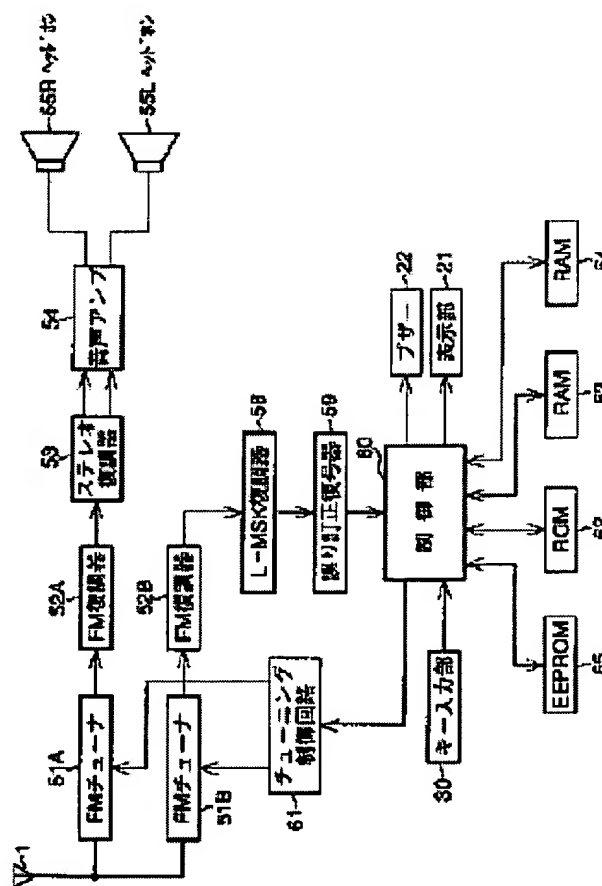 1
51A
FMチューナ
52A
FM復調器
53
ステレオ
復調器
54
音声アンプ
55R ヘッドホン
55L ヘッドホン
FMチューナ
51B
FM復調器
52B
L-MSK復調器
58
誤り訂正復号器
59
チューニング
制御回路
61
制御部
60
ブザー
22
表示部
21
キー入力部
30
EEPROM
65
ROM
RAM
RAM